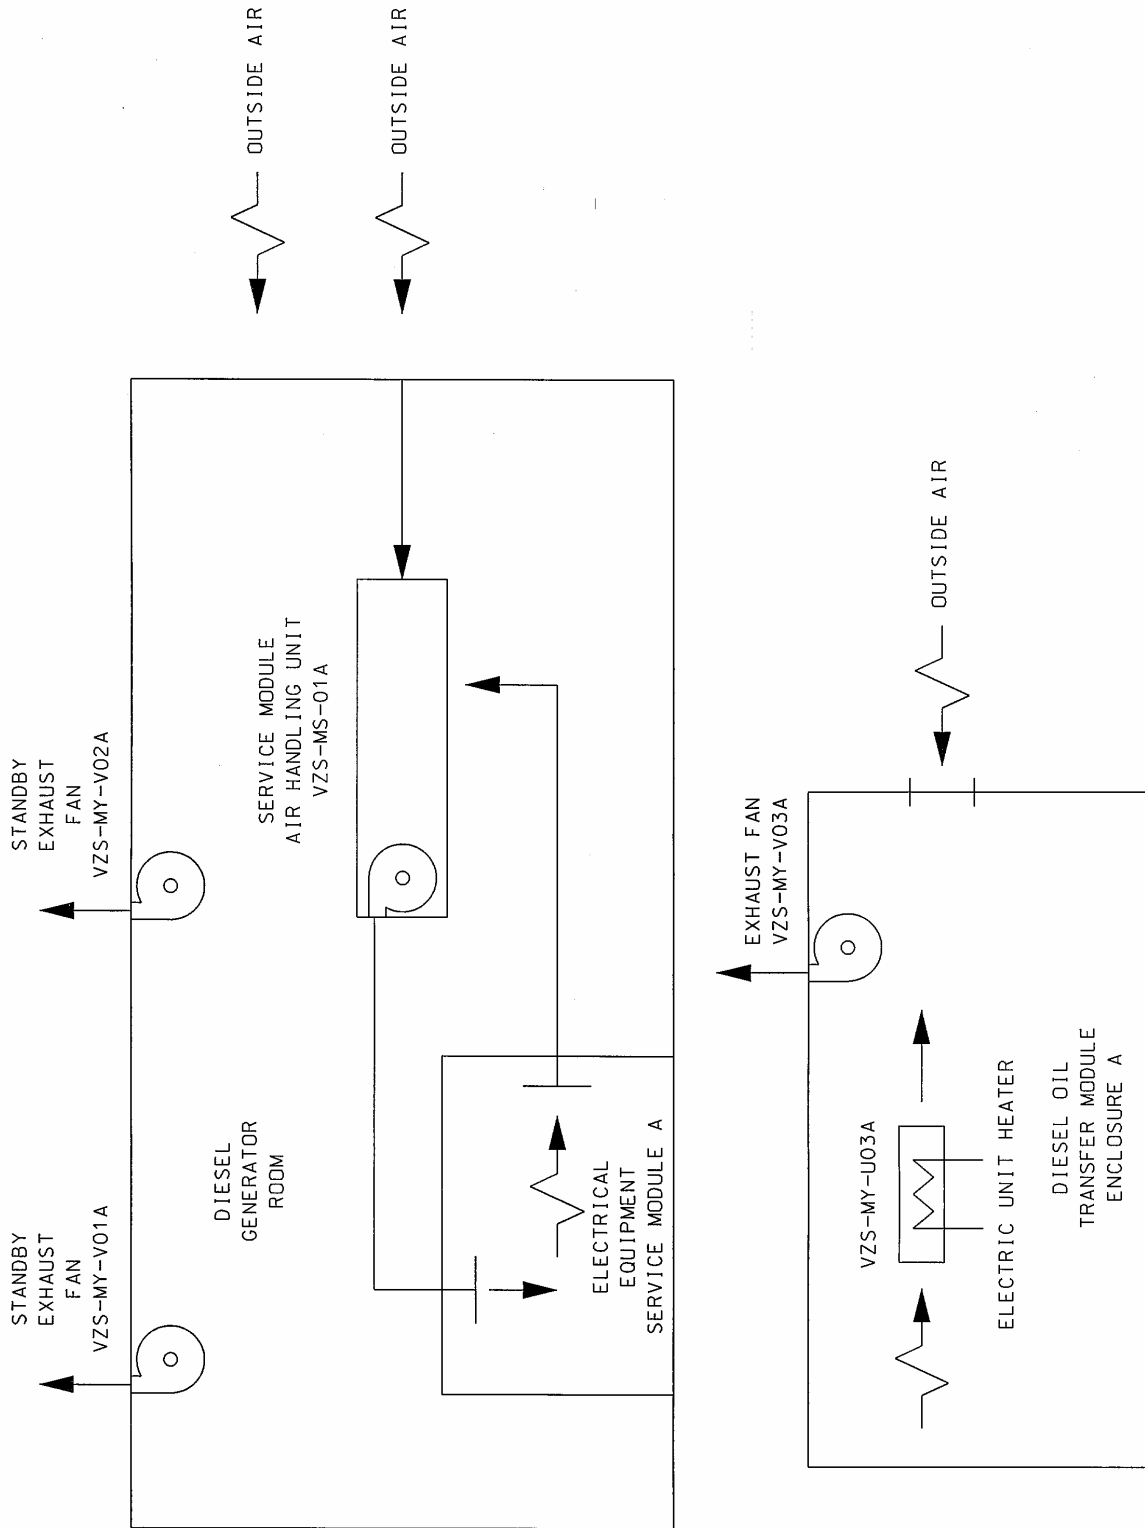 STANDBY
EXHAUST
FAN
VZS-MY-V01A
STANDBY
EXHAUST
FAN
VZS-MY-V02A
OUTSIDE AIR
OUTSIDE AIR
DIESEL
GENERATOR
ROOM
SERVICE MODULE
AIR HANDLING UNIT
VZS-MS-01A
ELECTRICAL
EQUIPMENT
SERVICE MODULE A
EXHAUST FAN
VZS-MY-V03A
OUTSIDE AIR
VZS-MY-U03A
ELECTRIC UNIT HEATER
DIESEL OIL
TRANSFER MODULE
ENCLOSURE A